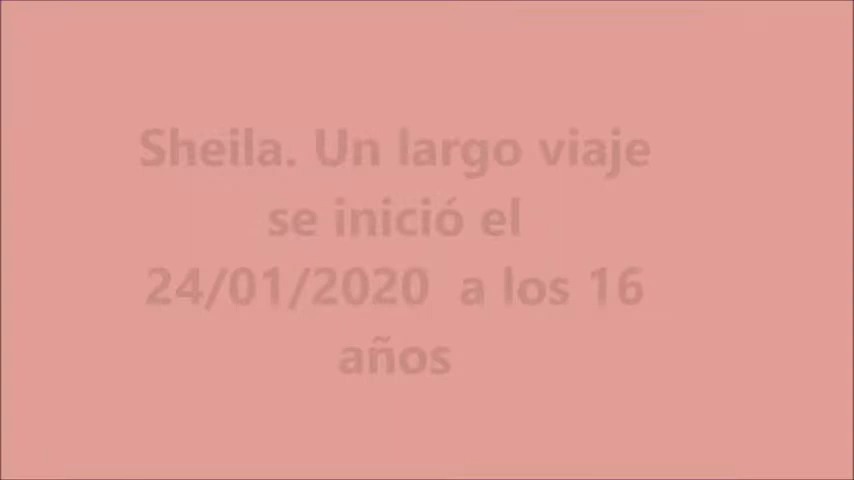 Sheila. Un largo viaje
se inició el
24/01/2020 a los 16
años